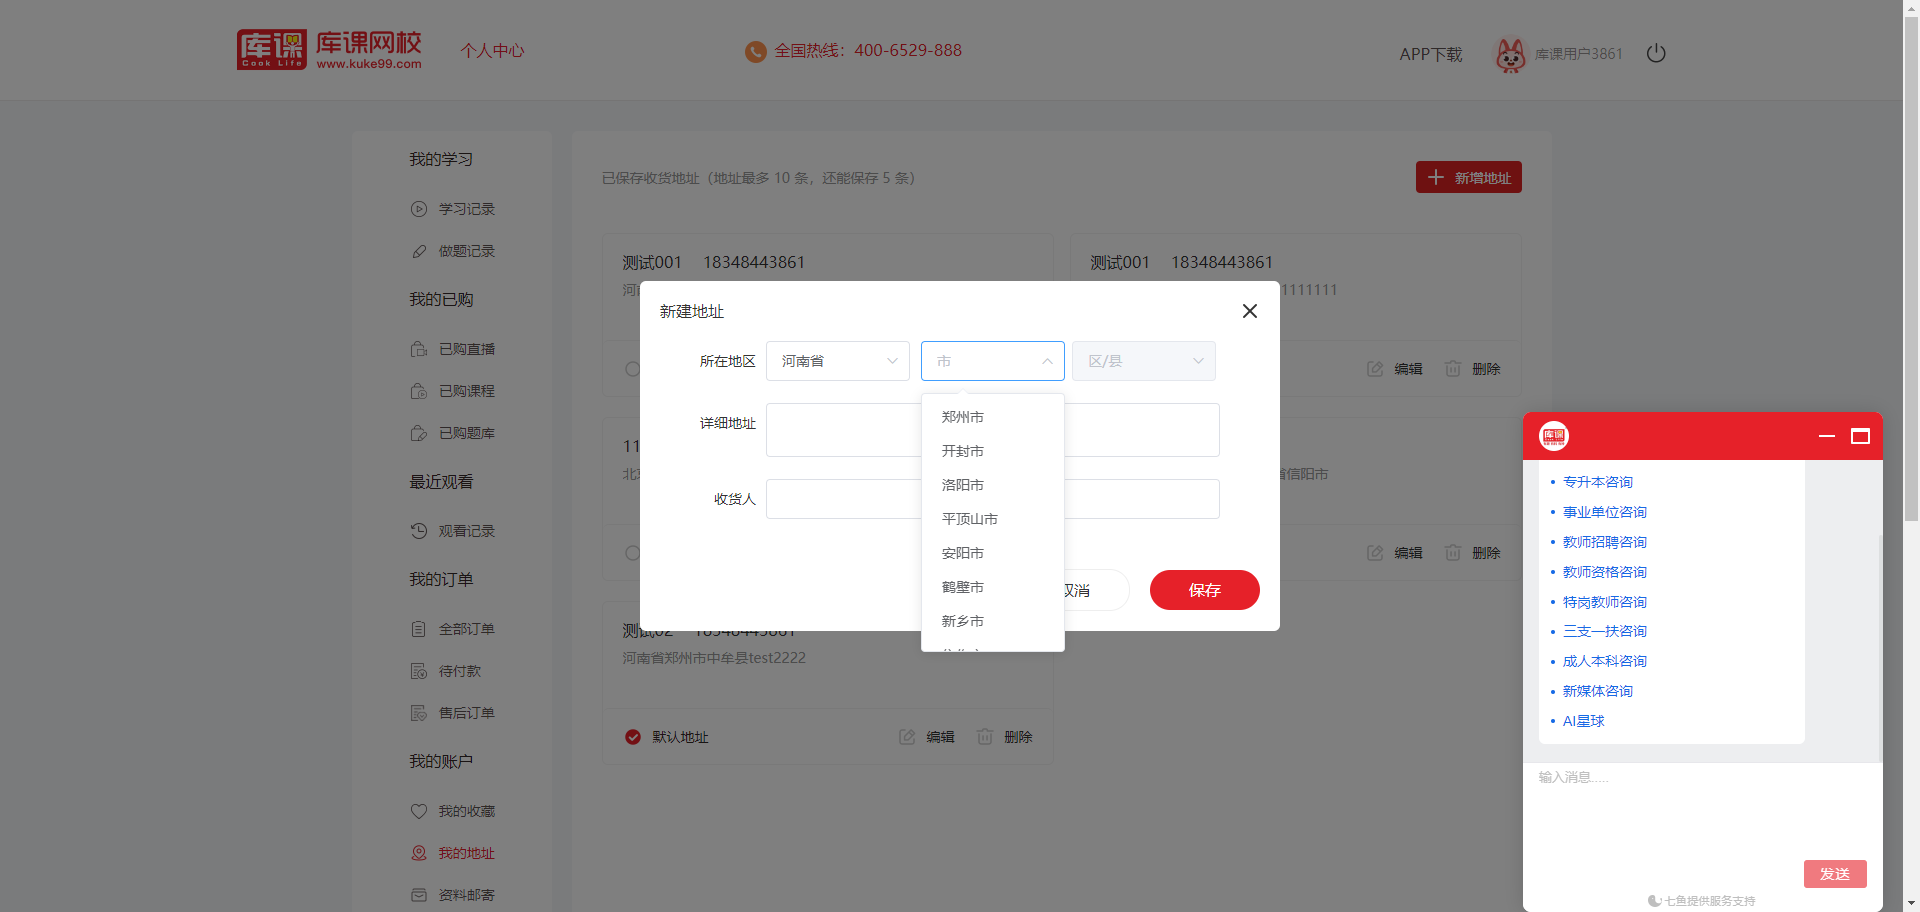 库课
Cook Life
库课网校
www.kuke99.com
个人中心
全国热线：400-6529-888
APP下载
库课用户3861
我的学习
学习记录
做题记录
我的已购
已购直播
已购课程
已购题库
最近观看
观看记录
我的订单
全部订单
待付款
售后订单
我的账户
我的收藏
我的地址
资料邮寄
已保存收货地址（地址最多 10 条，还能保存 5 条）
新增地址
测试001 18348443861
测试001 18348443861
1111111
编辑 删除
11
北
省信阳市
编辑 删除
测试02 18348443861
河南省郑州市中牟县test2222
默认地址
编辑 删除
新建地址
所在地区
河南省
市
区/县
郑州市
开封市
洛阳市
平顶山市
安阳市
鹤壁市
新乡市
详细地址
收货人
取消
保存
库课
专升本咨询
事业单位咨询
教师招聘咨询
教师资格咨询
特岗教师咨询
三支一扶咨询
成人本科咨询
新媒体咨询
AI星球
输入消息.....
发送
七鱼提供服务支持